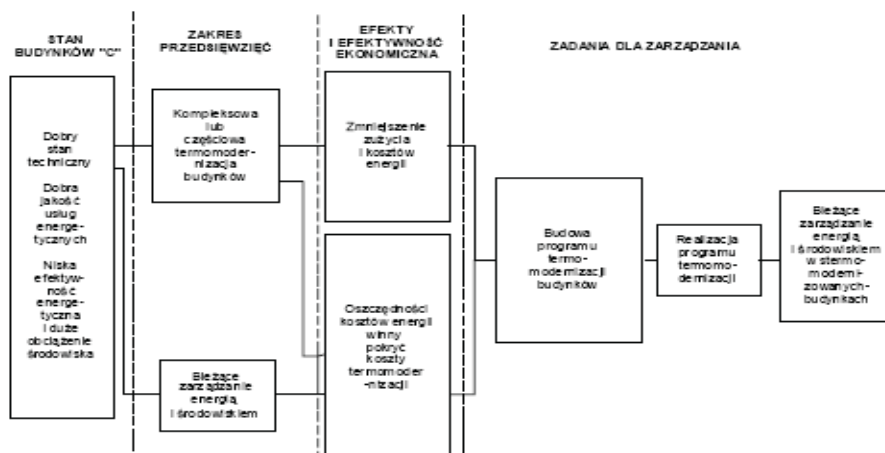 STAN
BUDYNKÓW "C"
ZAKRES
PRZEDSIĘWZIĘĆ
EFEKTY
I EFEKTYWNOŚĆ
EKONOMICZNA
ZADANIA DLA ZARZĄDZANIA
Dobry
stan
techniczny
Dobra
jakość
usług
energe-
tycznych
Niska
efektyw-
ność
energe-
tyczna
i duże
obciążenie
środowiska
Kompleksowa
lub
częściowa
termomoder-
nizacja
budynków
Bieżące
zarządzanie
energią
i środowiskiem
Zmniejszenie
zużycia
i kosztów
energii
Oszczędności
kosztów energii
winny
pokryć
koszty
termomoder
-nizacji
Budowa
programu
termo-
modernizacji
budynków
Realizacja
programu
termomo-
dernizacji
Bieżące
zarządzanie
energią
i środowiskiem
w stermo-
moderni-
zowanych-
budynkach